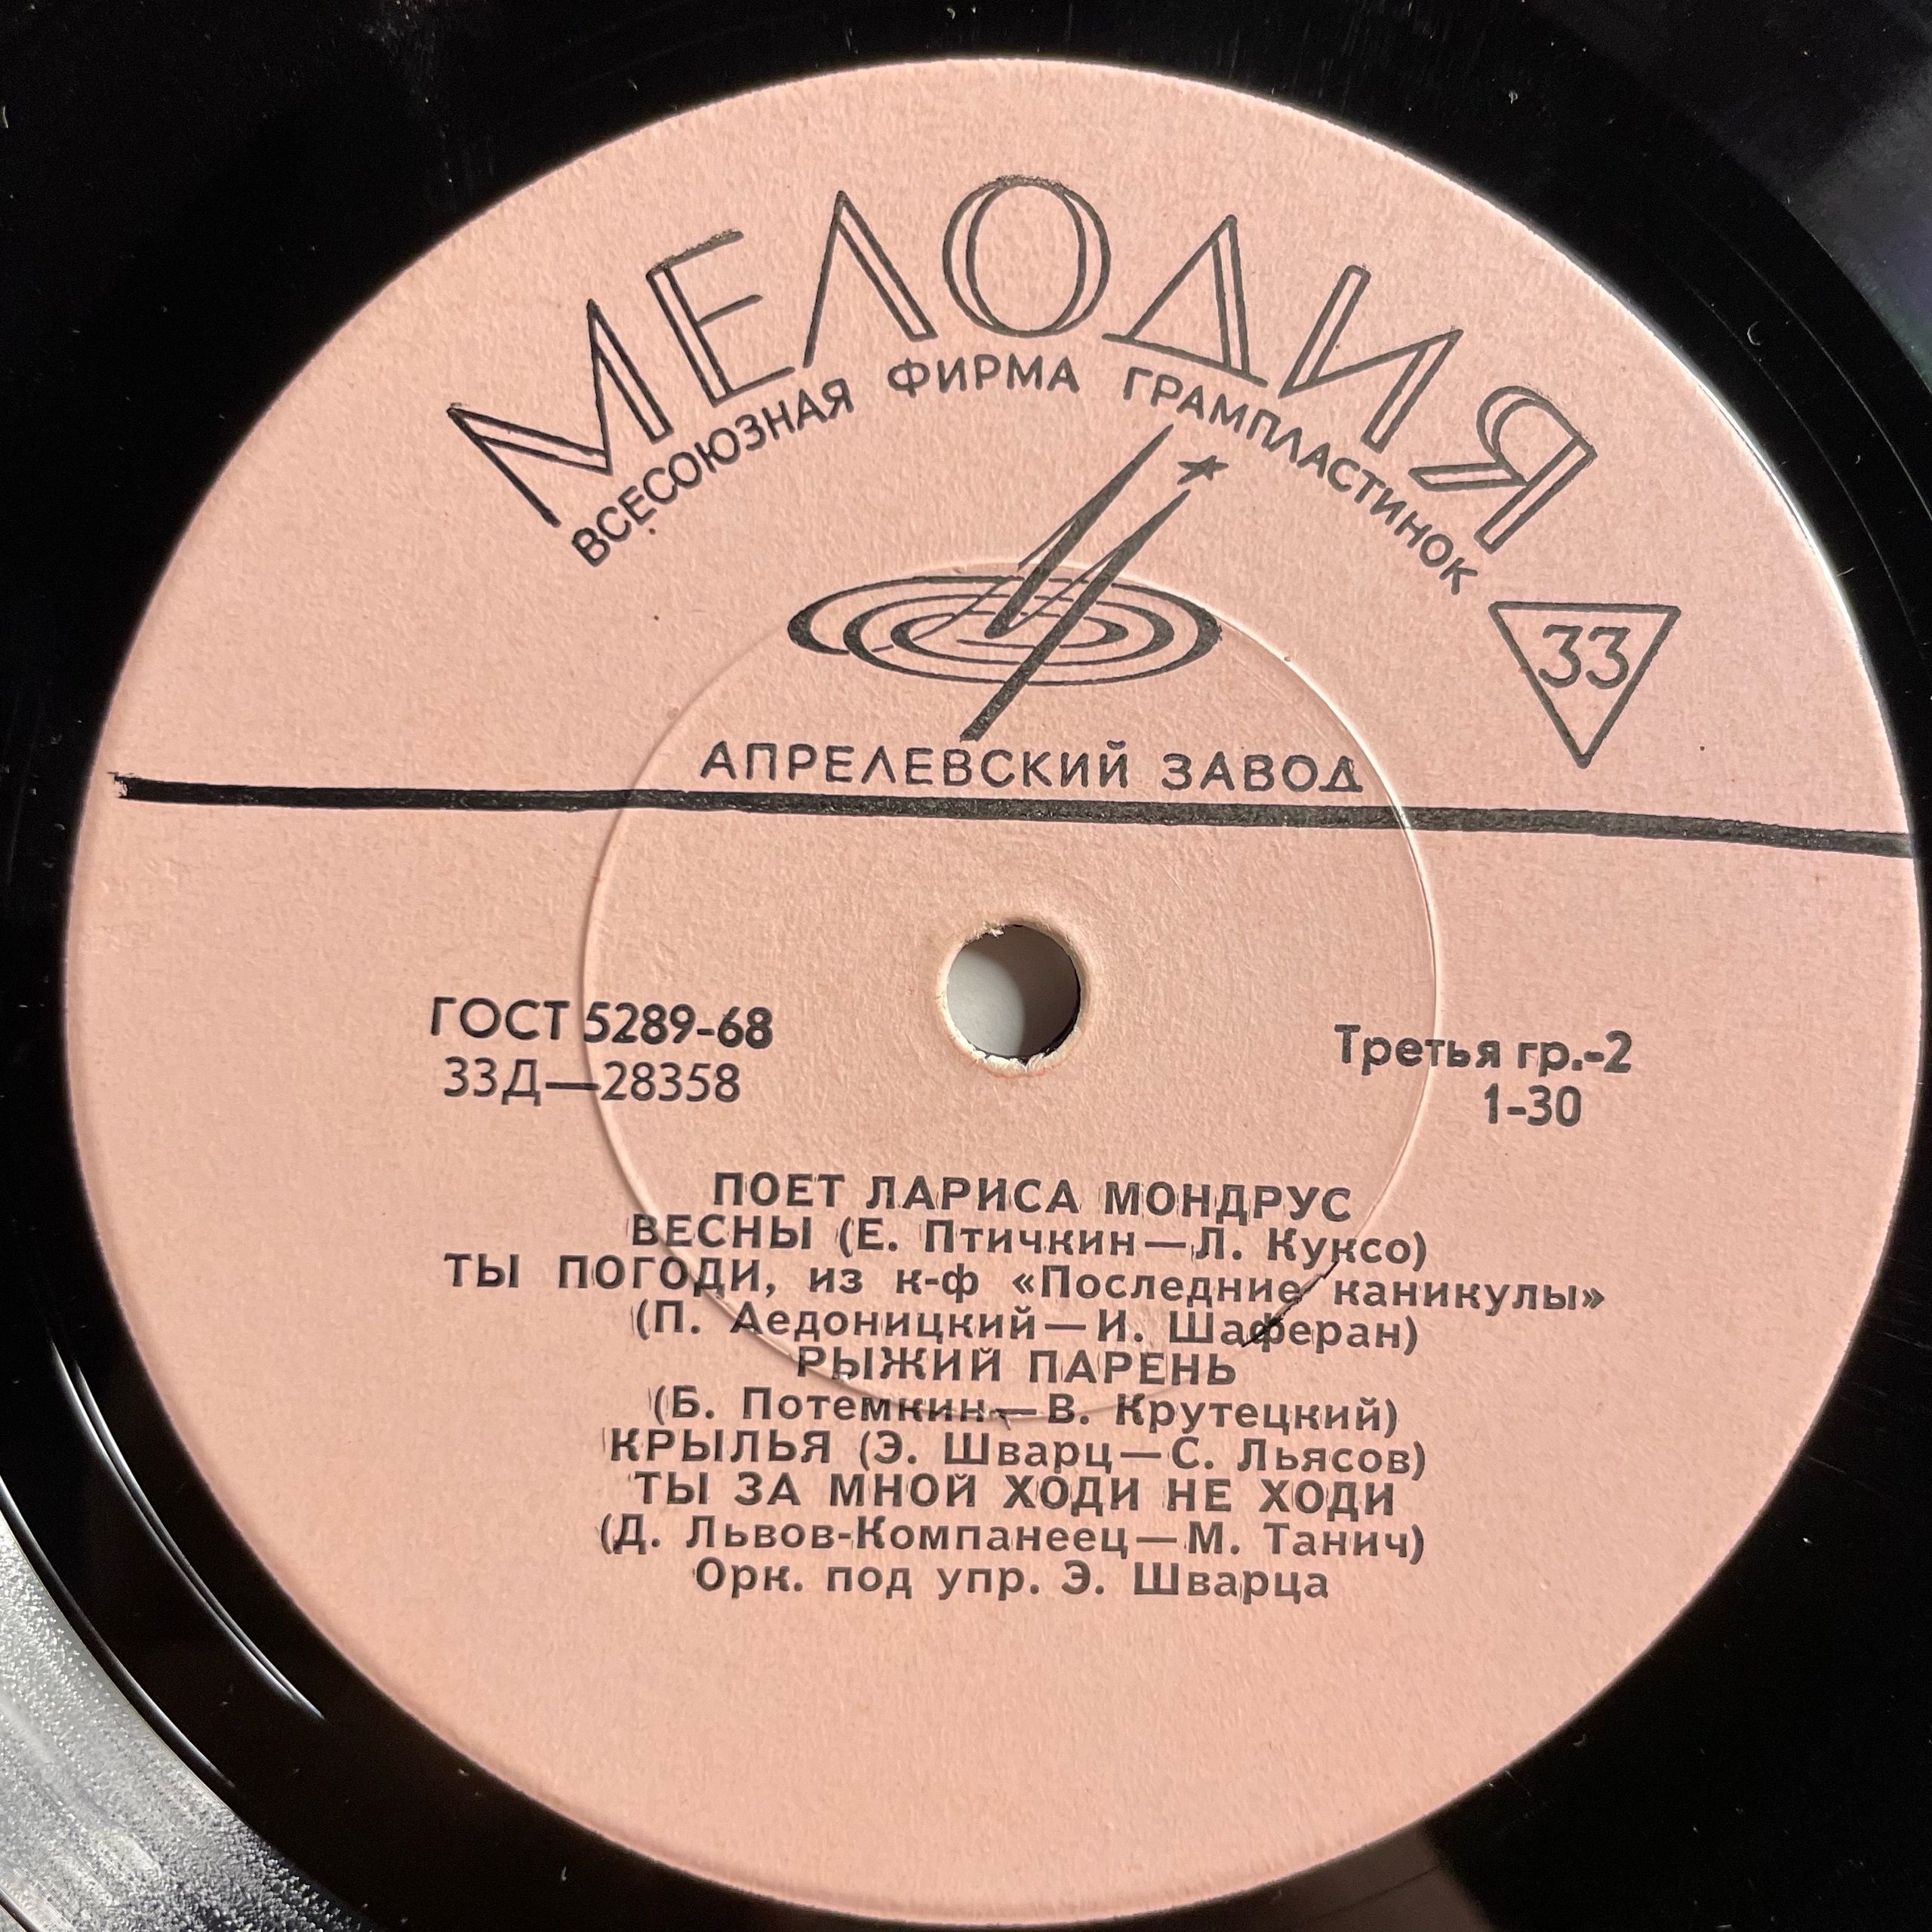 МЕЛОДИЯ
ВСЕСОЮЗНАЯ ФИРМА ГРАМПЛАСТИНОК
33
АПРЕЛЕВСКИЙ ЗАВОД
ГОСТ 5289-68
33Д—28358
Третья гр.-2
1-30
ПОЕТ ЛАРИСА МОНДРУС
ВЕСНЫ (Е. Птичкин—Л. Куксо)
ТЫ ПОГОДИ, из к-ф «Последние каникулы»
(П. Аедоницкий—И. Шаферан)
РЫЖИЙ ПАРЕНЬ
(Б. Потемкин—В. Крутецкий)
КРЫЛЬЯ (Э. Шварц—С. Льясов)
ТЫ ЗА МНОЙ ХОДИ НЕ ХОДИ
(Д. Львов-Компанеец—М. Танич)
Орк. под упр. Э. Шварца